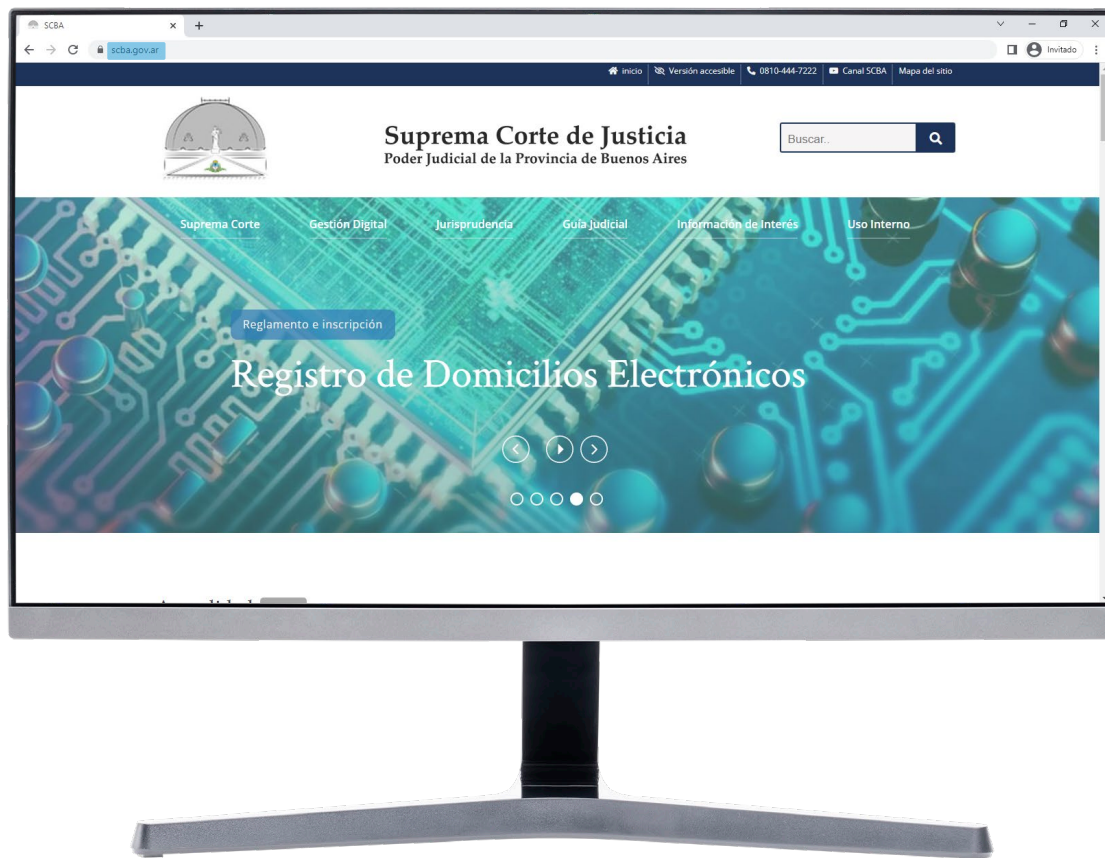 SCBA
scba.gov.ar
Invitado
inicio Versión accesible 0810-444-7222 Canal SCBA Mapa del sitio
Suprema Corte de Justicia
Poder Judicial de la Provincia de Buenos Aires
Buscar..
Suprema Corte Gestión Digital Jurisprudencia Guía Judicial Información de Interés Uso Interno
Reglamento e inscripción
Registro de Domicilios Electrónicos